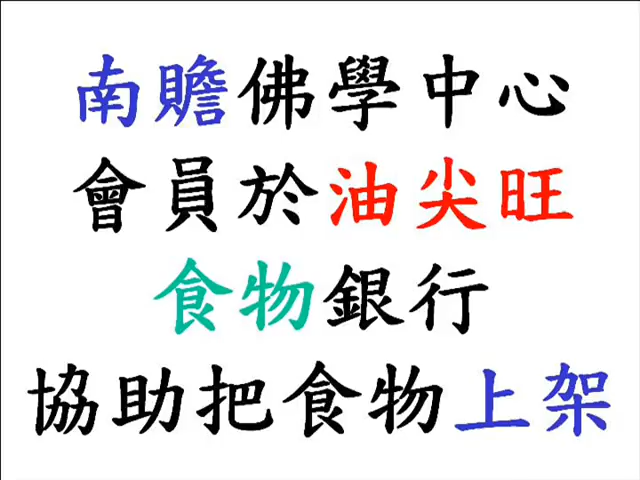 南贍佛學中心
會員於油尖旺
食物銀行
協助把食物上架